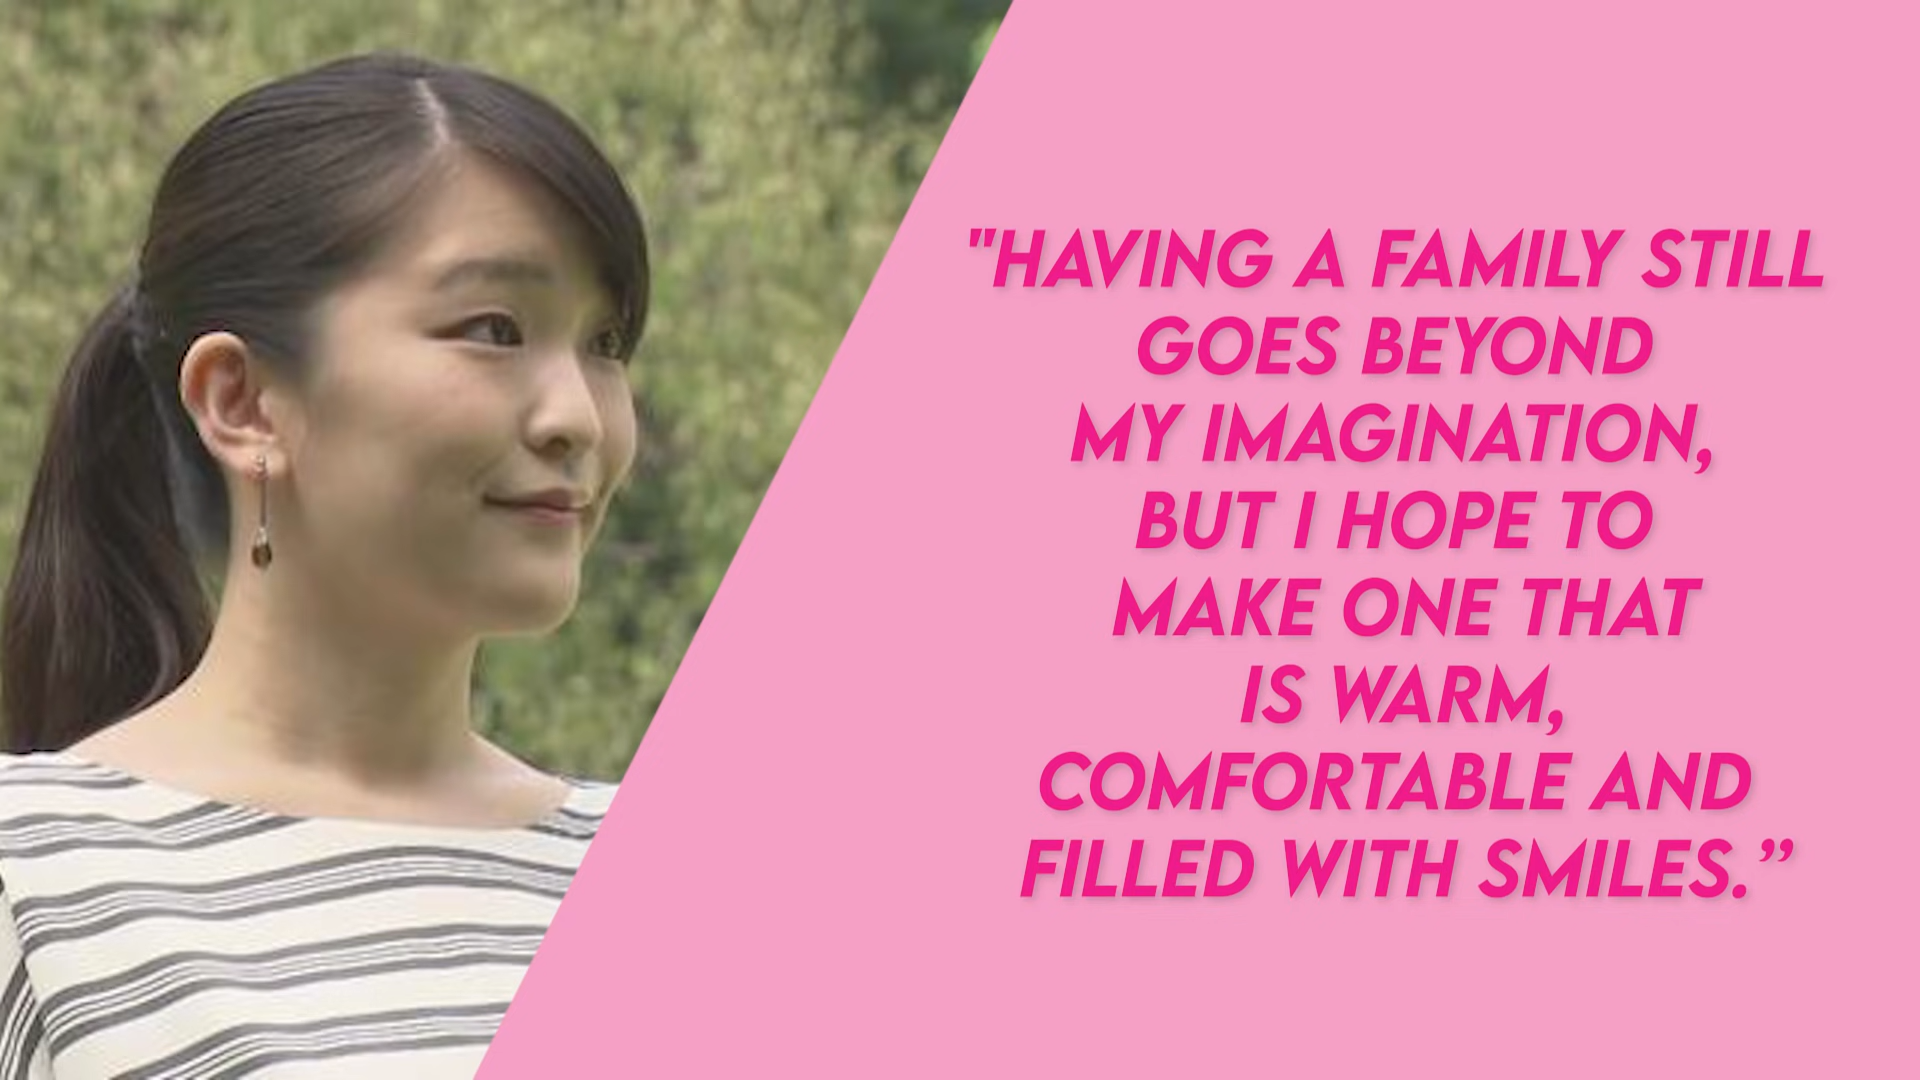 "HAVING A FAMILY STILL
GOES BEYOND
MY IMAGINATION,
BUT I HOPE TO
MAKE ONE THAT
IS WARM,
COMFORTABLE AND
FILLED WITH SMILES.”